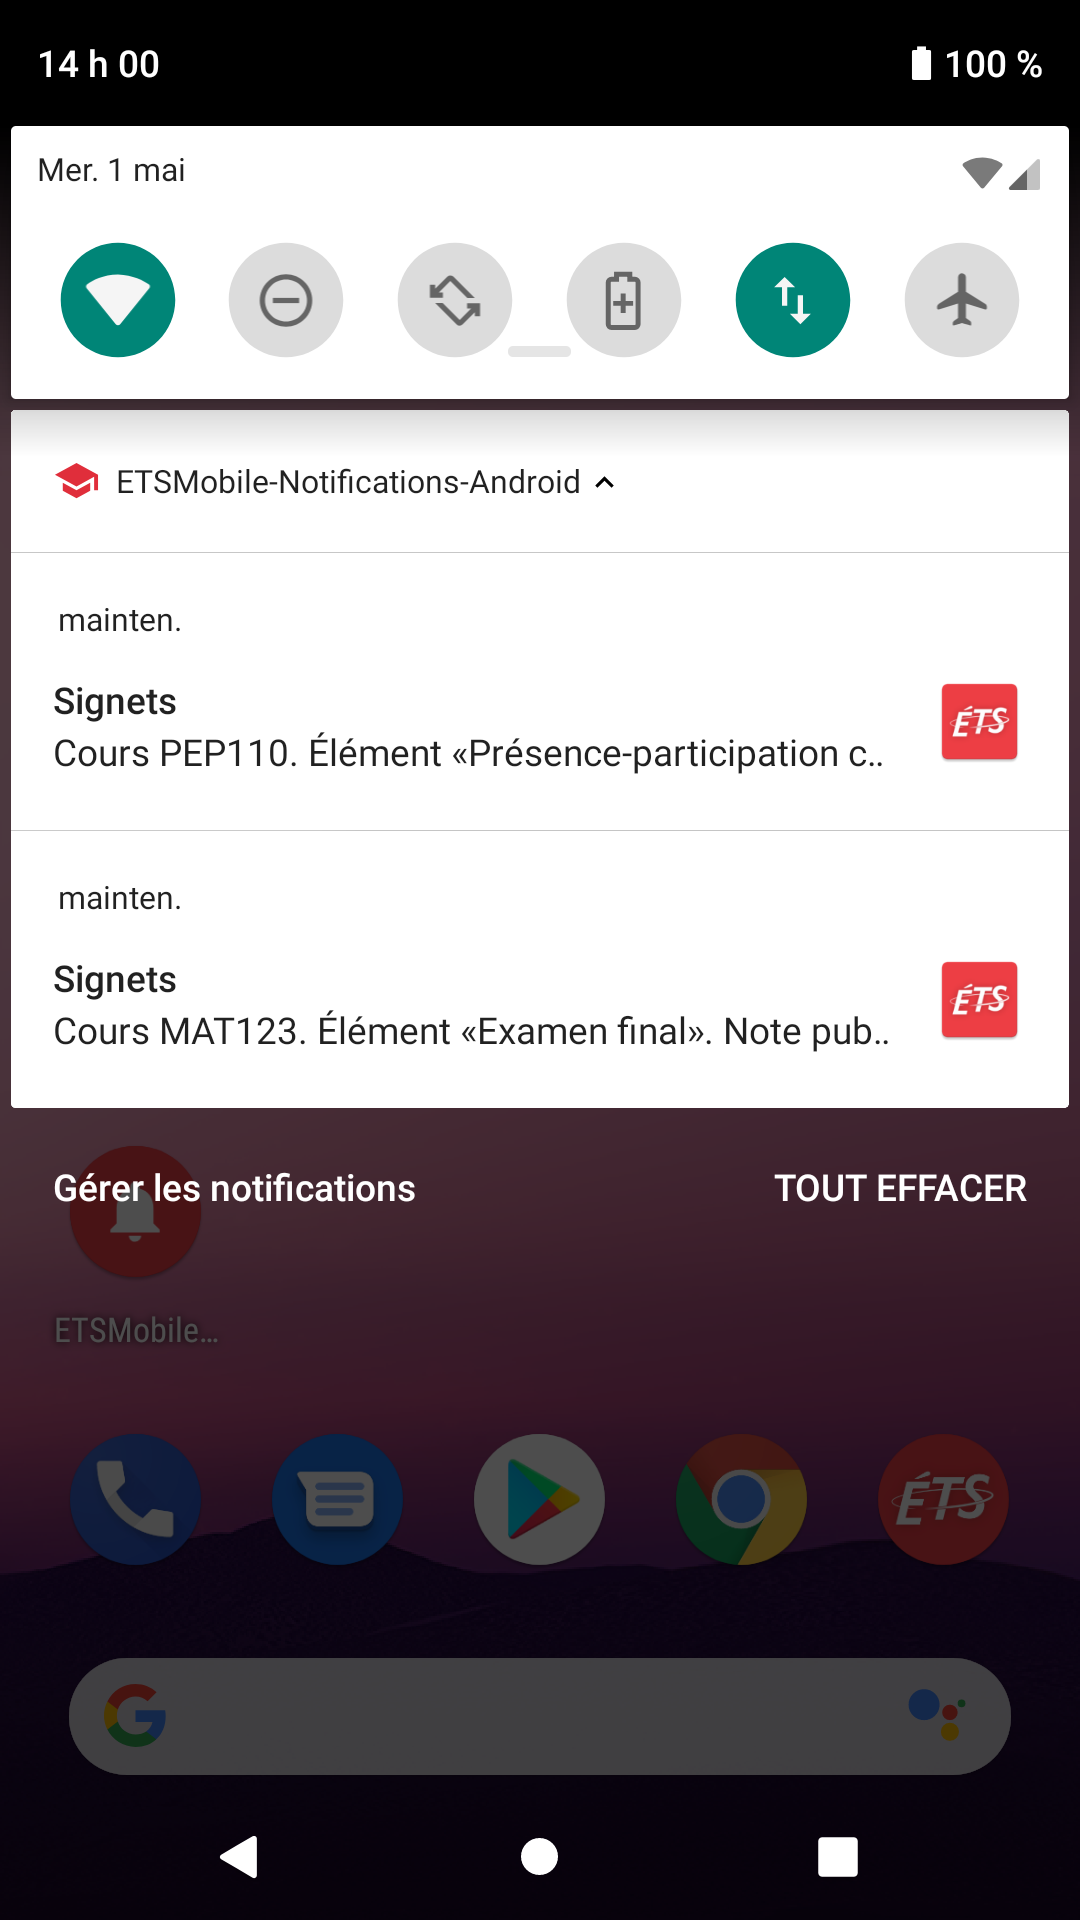 14 h 00
100 %
Mer. 1 mai
ETSMobile-Notifications-Android
mainten.
Signets
ÉTS
Cours PEP110. Élément «Présence-participation c..
mainten.
Signets
ÉTS
Cours MAT123. Élément «Examen final». Note pub..
Gérer les notifications
TOUT EFFACER
ETSMobile…
ÉTS
G